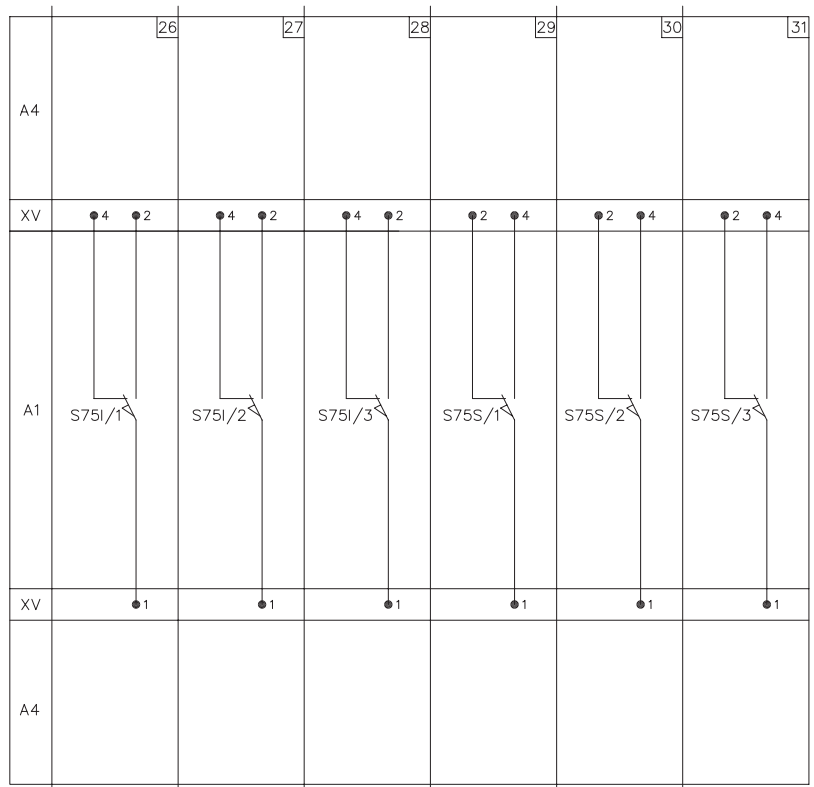 26 27 28 29 30 31
A4
XV 4 2 4 2 4 2 2 4 2 4 2 4
A1 S75I/1 S75I/2 S75I/3 S75S/1 S75S/2 S75S/3
XV 1 1 1 1 1 1
A4